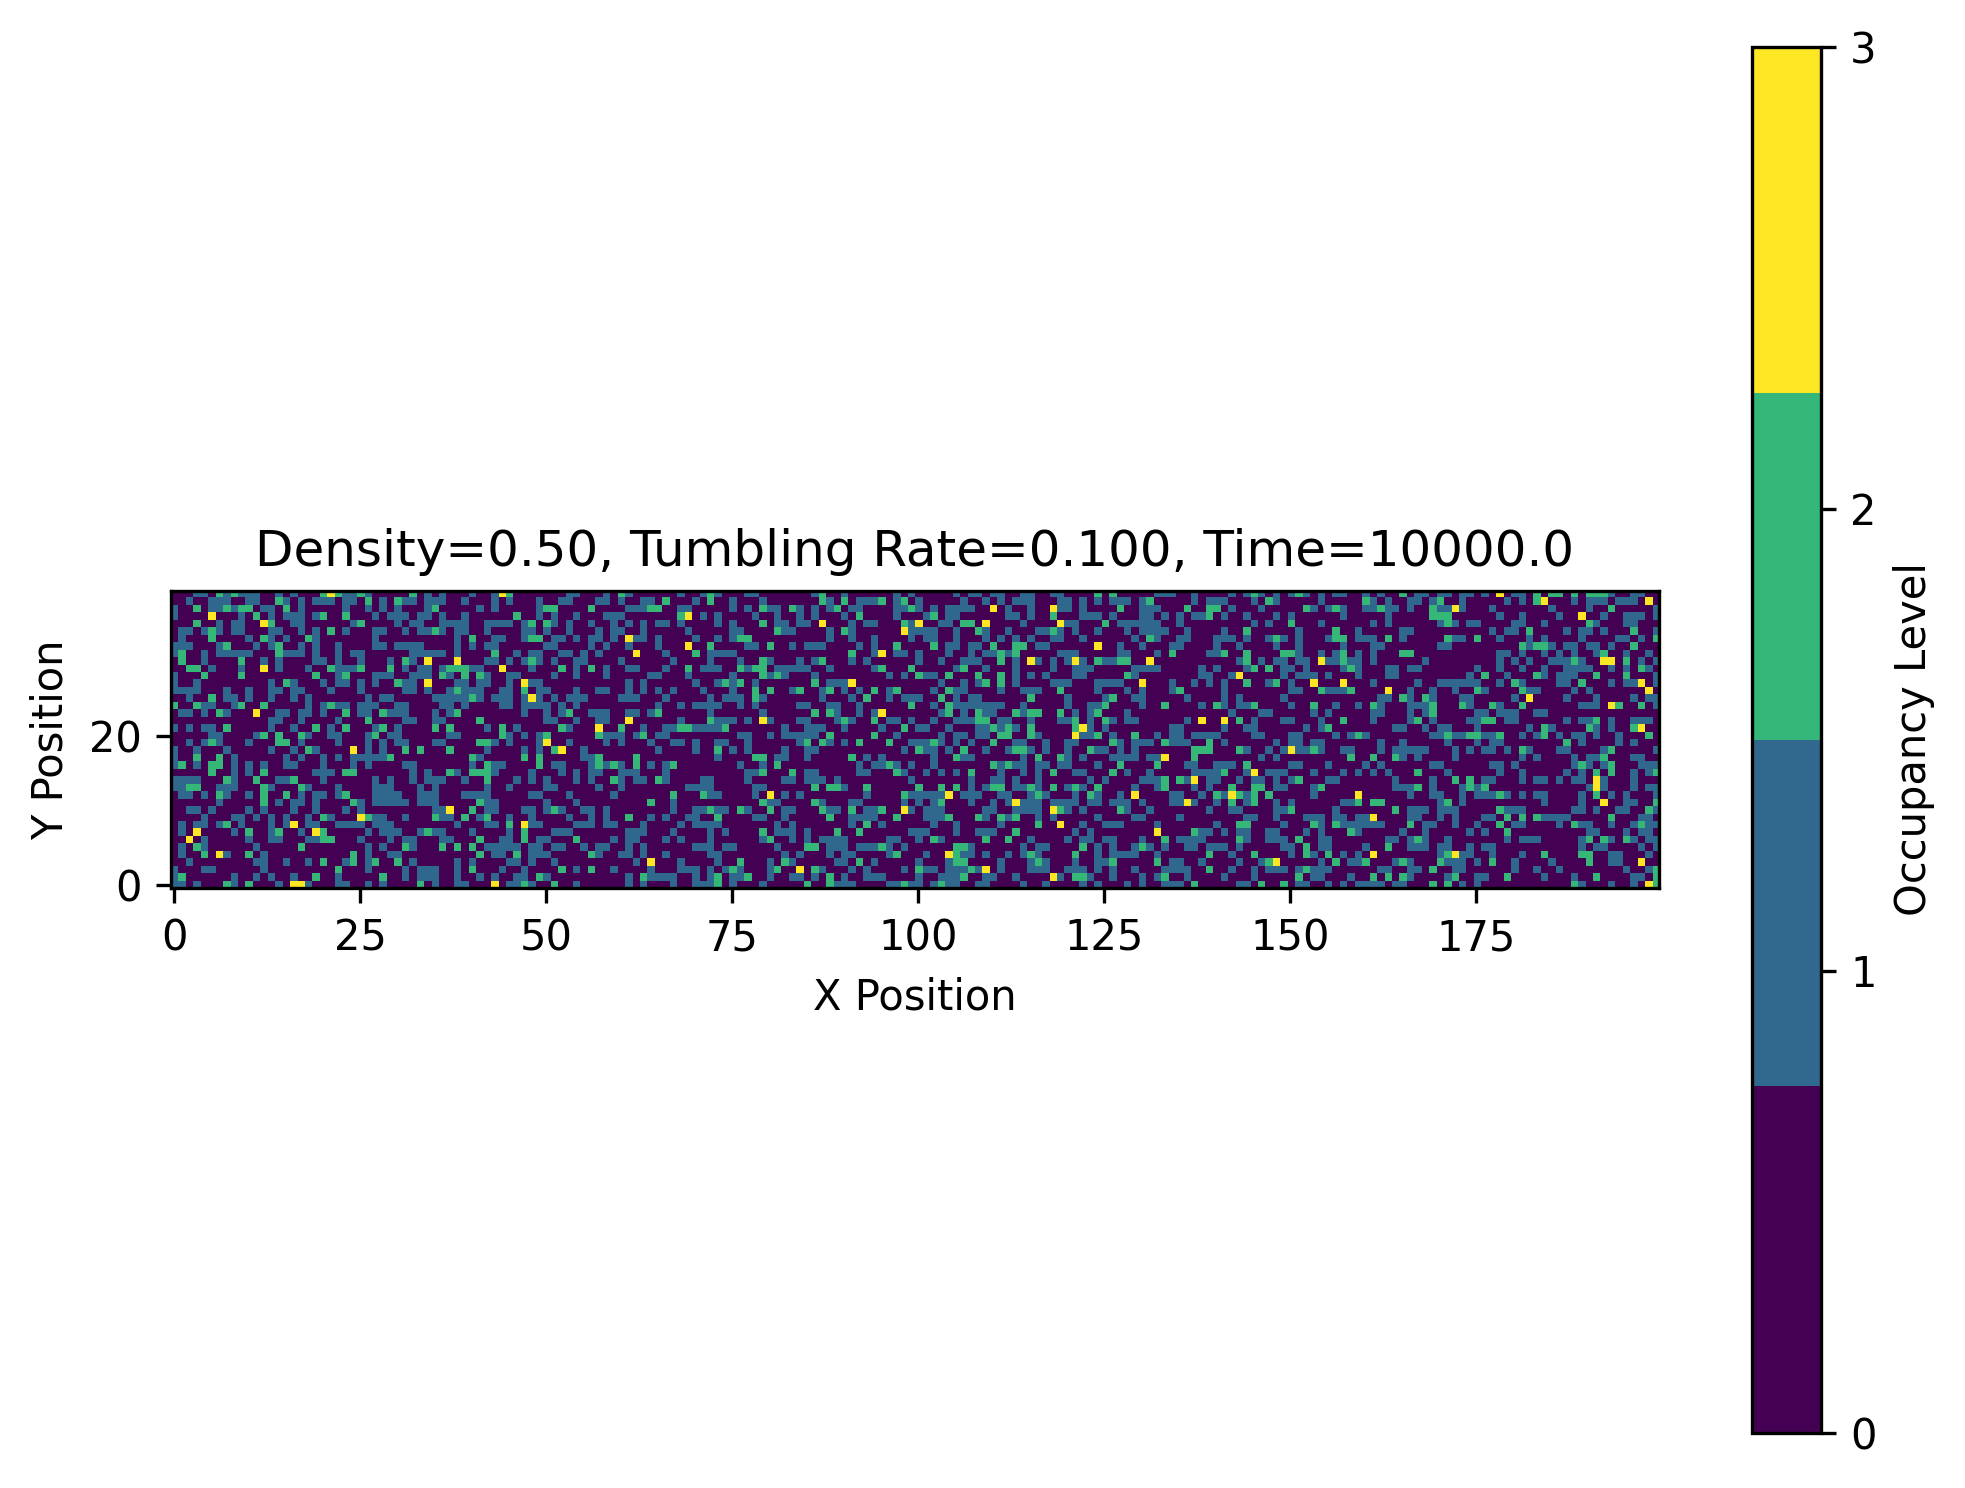 Density=0.50, Tumbling Rate=0.100, Time=10000.0
Y Position
20
0
0 25 50 75 100 125 150 175
X Position
3
2
1
0
Occupancy Level